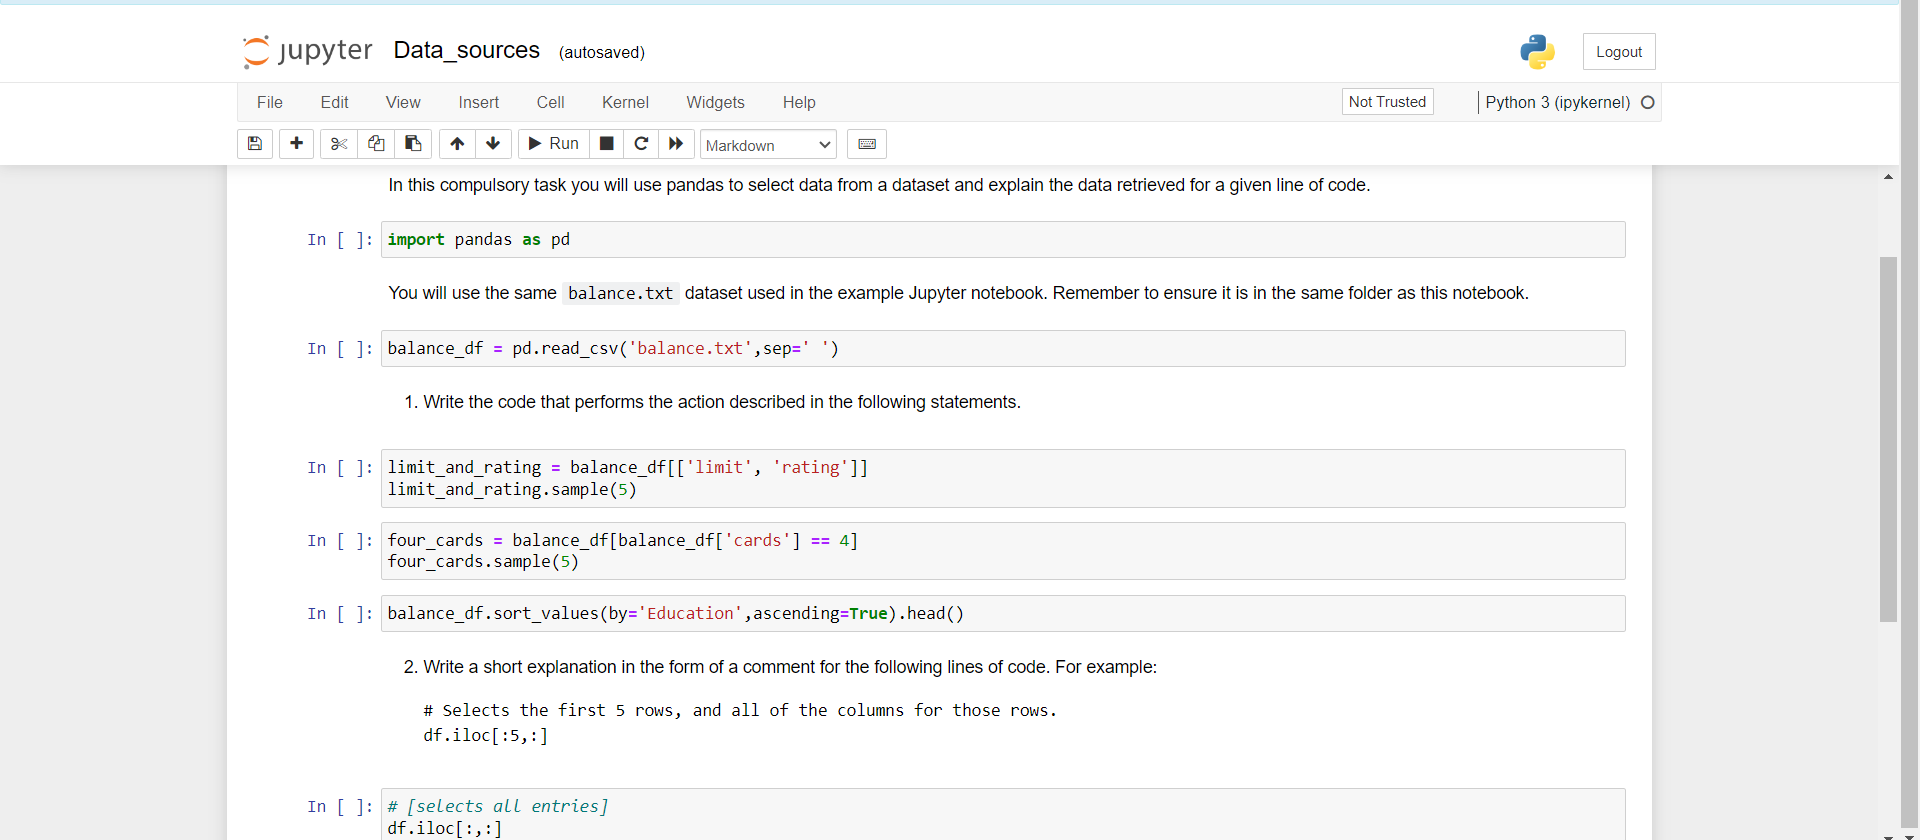 jupyter Data_sources (autosaved)
Logout
File Edit View Insert Cell Kernel Widgets Help
Not Trusted
Python 3 (ipykernel)
Run
Markdown
In this compulsory task you will use pandas to select data from a dataset and explain the data retrieved for a given line of code.
In [ ]: import pandas as pd
You will use the same balance.txt dataset used in the example Jupyter notebook. Remember to ensure it is in the same folder as this notebook.
In [ ]: balance_df = pd.read_csv('balance.txt',sep=' ')
1. Write the code that performs the action described in the following statements.
In [ ]: limit_and_rating = balance_df[['limit', 'rating']]
limit_and_rating.sample(5)
In [ ]: four_cards = balance_df[balance_df['cards'] == 4]
four_cards.sample(5)
In [ ]: balance_df.sort_values(by='Education',ascending=True).head()
2. Write a short explanation in the form of a comment for the following lines of code. For example:
# Selects the first 5 rows, and all of the columns for those rows.
df.iloc[:5,:]
In [ ]: # [selects all entries]
df.iloc[:,:]